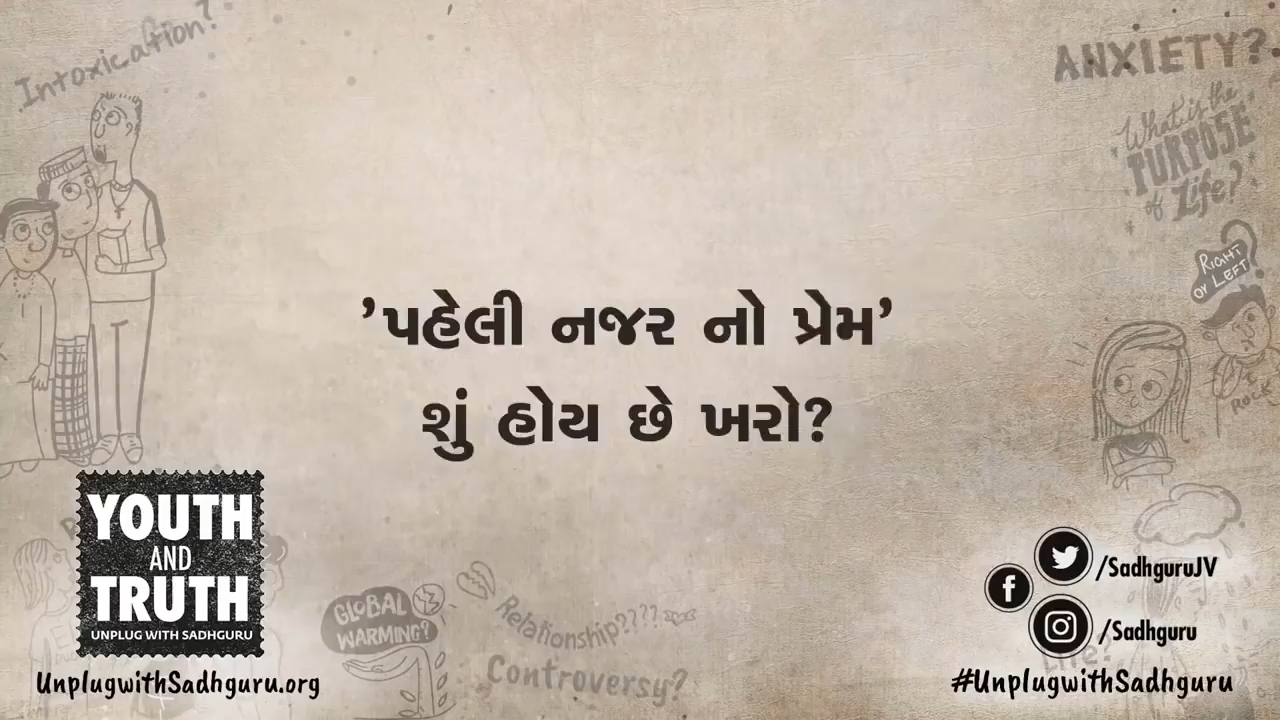 Intoxication?
ANXIETY?
What is the
PURPOSE
of Life?
RIGHT
OY LEFT
’પહેલી નજર નો પ્રેમ’
શું હોય છે ખરો?
ROCK
YOUTH
AND
TRUTH
UNPLUG WITH SADHGURU
UnplugwithSadhguru.org
GLOBAL
WARMING?
Relationship????
Controversy?
/SadhguruJV
/Sadhguru
#UnplugwithSadhguru